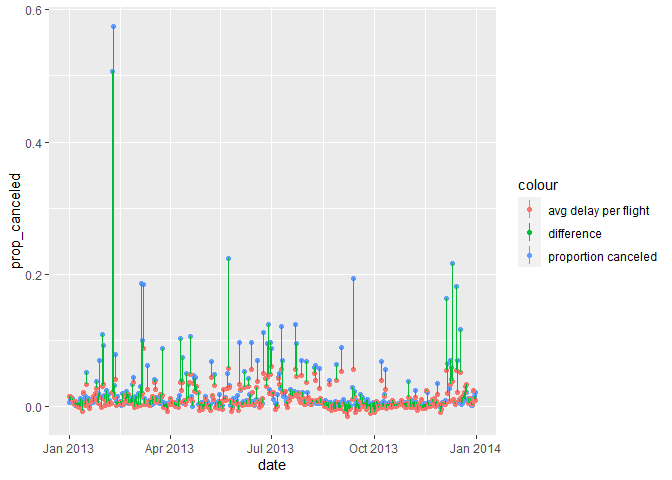 0.6
0.4
0.2
0.0
prop_canceled
Jan 2013
Apr 2013
Jul 2013
Oct 2013
Jan 2014
date
colour
avg delay per flight
difference
proportion canceled